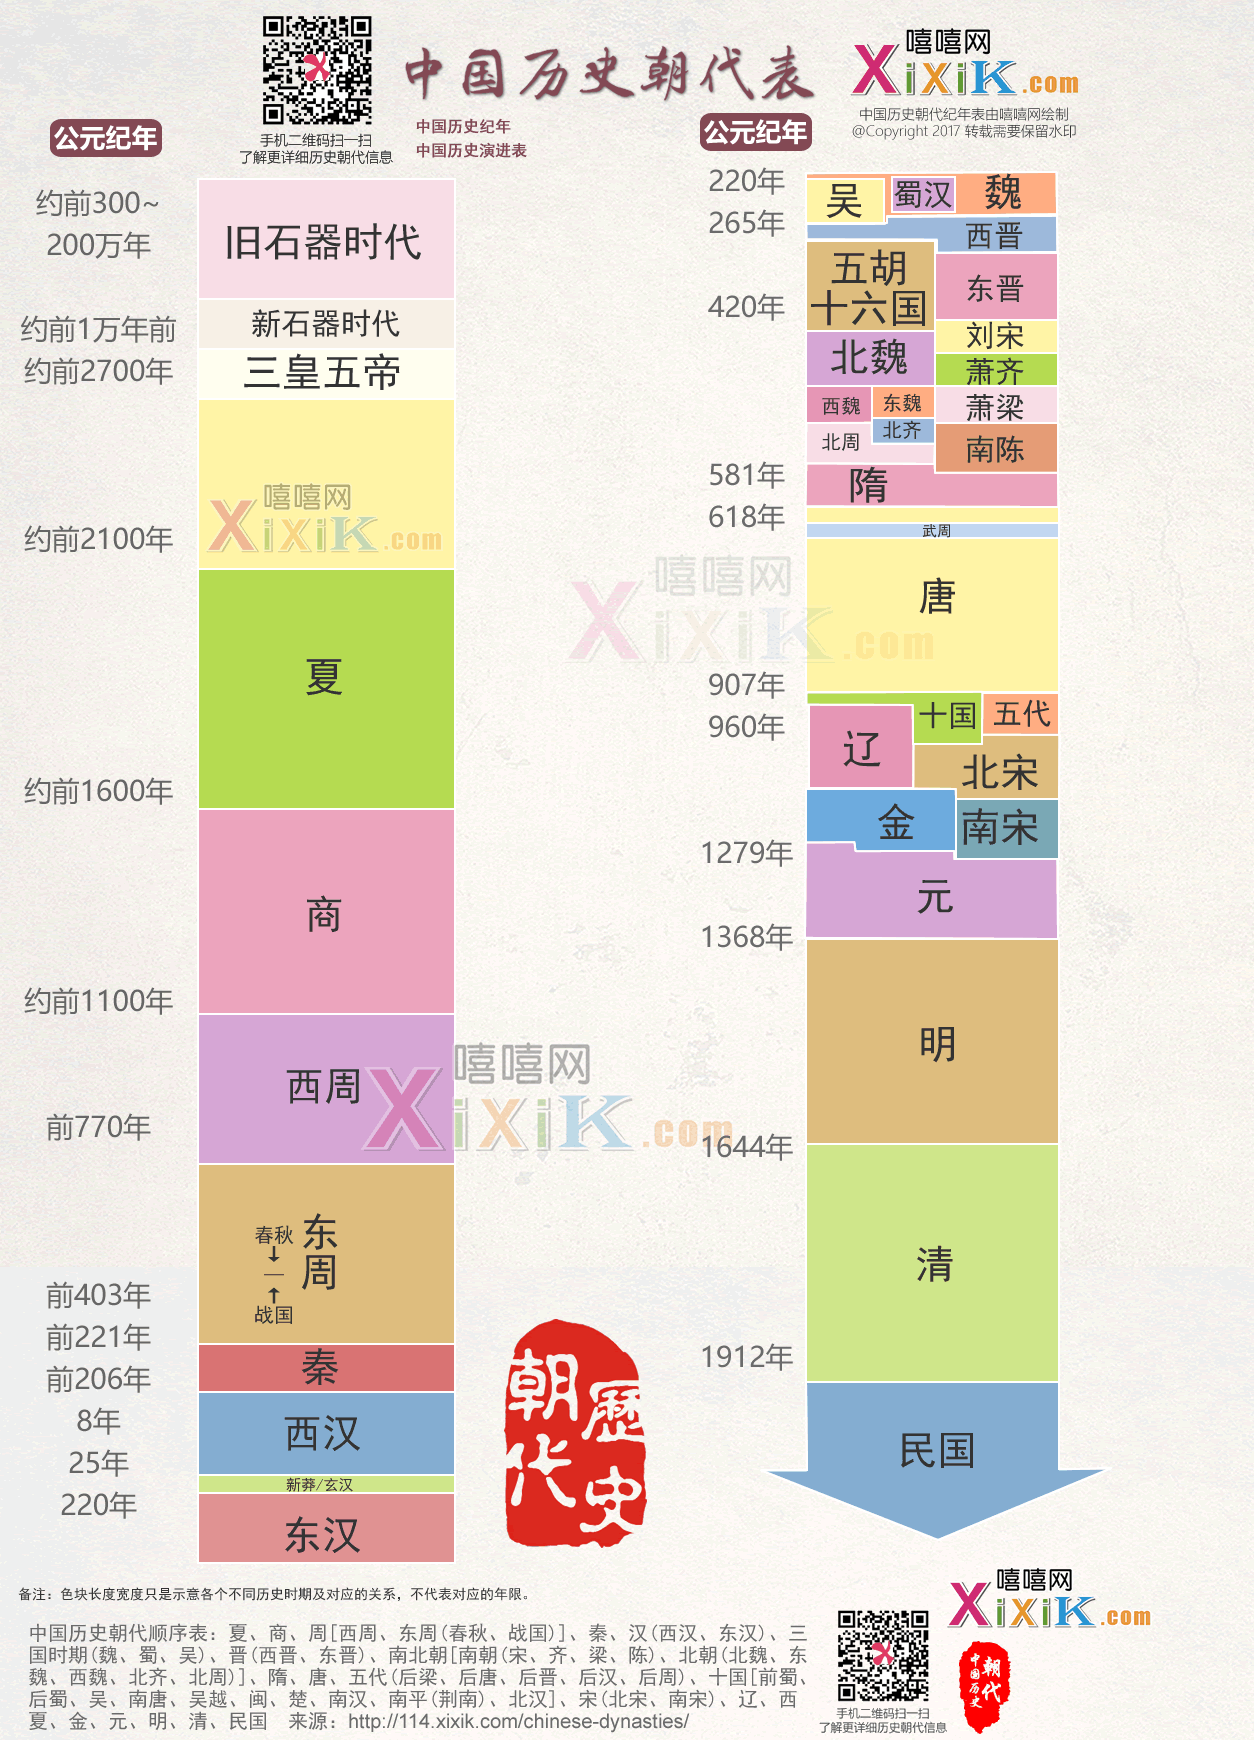 中国历史朝代表
嘻嘻网
XiXiK.com
中国历史朝代纪年表由嘻嘻网绘制
@Copyright 2017 转载需要保留水印
手机二维码扫一扫
了解更详细历史朝代信息
中国历史纪年
中国历史演进表
公元纪年
约前300~
200万年
旧石器时代
约前1万年前
新石器时代
约前2700年
三皇五帝
嘻嘻网
XiXiK.com
约前2100年
夏
约前1600年
商
约前1100年
西周
前770年
春秋
战国
东周
前403年
前221年
秦
前206年
西汉
8年
新莽/玄汉
25年
东汉
220年
公元纪年
220年
吴
蜀汉
魏
265年
西晋
五胡
十六国
东晋
420年
刘宋
北魏
萧齐
西魏
东魏
萧梁
北周
北齐
南陈
581年
隋
618年
武周
嘻嘻网
XiXiK.com
唐
907年
十国
五代
960年
辽
北宋
金
南宋
1279年
元
1368年
明
嘻嘻网
XiXiK.com
1644年
清
1912年
民国
朝代
歷史
备注：色块长度宽度只是示意各个不同历史时期及对应的关系，不代表对应的年限。
中国历史朝代顺序表：夏、商、周[西周、东周(春秋、战国)]、秦、汉(西汉、东汉)、三
国时期(魏、蜀、吴)、晋(西晋、东晋)、南北朝[南朝(宋、齐、梁、陈)、北朝(北魏、东
魏、西魏、北齐、北周)]、隋、唐、五代(后梁、后唐、后晋、后汉、后周)、十国[前蜀、
后蜀、吴、南唐、吴越、闽、楚、南汉、南平(荆南)、北汉]、宋(北宋、南宋)、辽、西
夏、金、元、明、清、民国 来源：http://114.xixik.com/chinese-dynasties/
嘻嘻网
XiXiK.com
中国历史
朝代
手机二维码扫一扫
了解更详细历史朝代信息